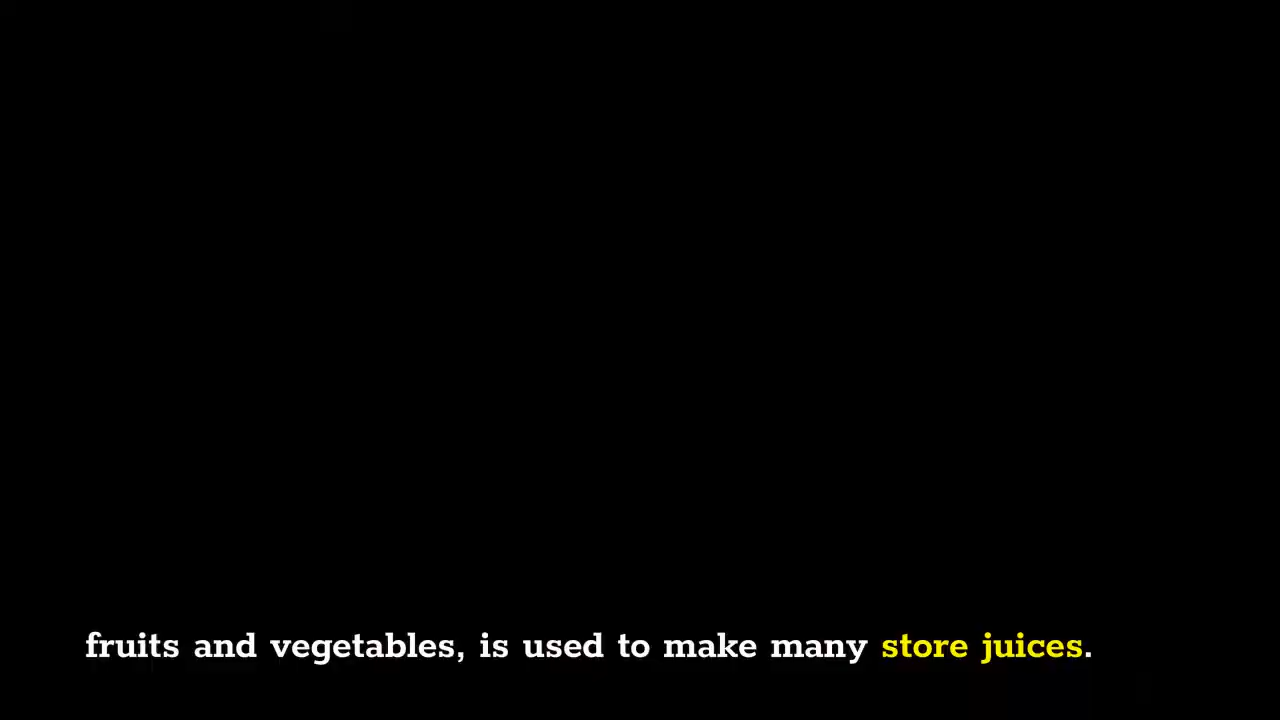 fruits and vegetables, is used to make many store juices.